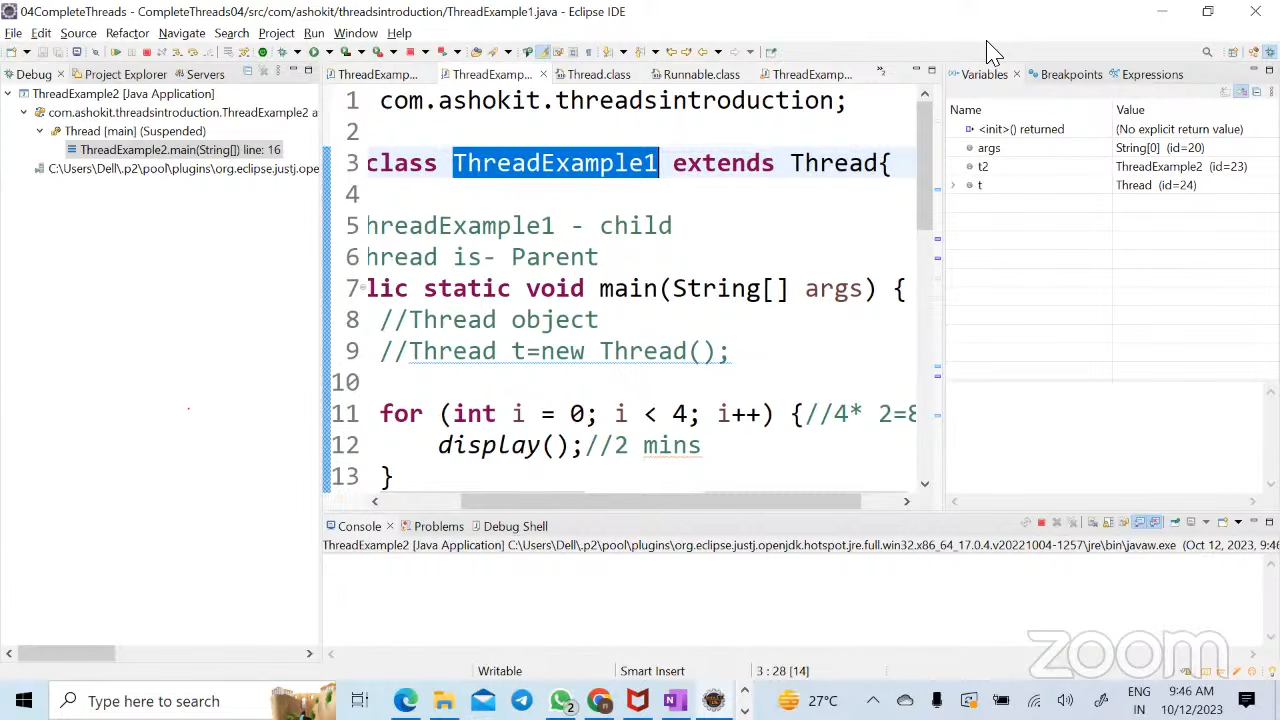 04CompleteThreads - CompleteThreads04/src/com/ashokit/threadsintroduction/ThreadExample1.java - Eclipse IDE
File Edit Source Refactor Navigate Search Project Run Window Help
Debug Project Explorer Servers
ThreadExamp... ThreadExamp... Thread.class Runnable.class ThreadExamp...
Variables Breakpoints Expressions
ThreadExample2 [Java Application]
com.ashokit.threadsintroduction.ThreadExample2 a
Thread [main] (Suspended)
ThreadExample2.main(String[]) line: 16
C:\Users\Dell\.p2\pool\plugins\org.eclipse.justj.ope
1 com.ashokit.threadsintroduction;
2
3 class ThreadExample1 extends Thread{
4
5 hreadExample1 - child
6 hread is- Parent
7 lic static void main(String[] args) {
8 //Thread object
9 //Thread t=new Thread();
10
11 for (int i = 0; i < 4; i++) {//4* 2=8
12 display();//2 mins
13 }
Name Value
<init>() returned (No explicit return value)
args String[0] (id=20)
t2 ThreadExample2 (id=23)
t Thread (id=24)
Console Problems Debug Shell
ThreadExample2 [Java Application] C:\Users\Dell\.p2\pool\plugins\org.eclipse.justj.openjdk.hotspot.jre.full.win32.x86_64_17.0.4.v20221004-1257\jre\bin\javaw.exe (Oct 12, 2023, 9:46
zoom
Writable Smart Insert 3 : 28 [14]
Type here to search
2
27°C
ENG
IN
9:46 AM
10/12/2023